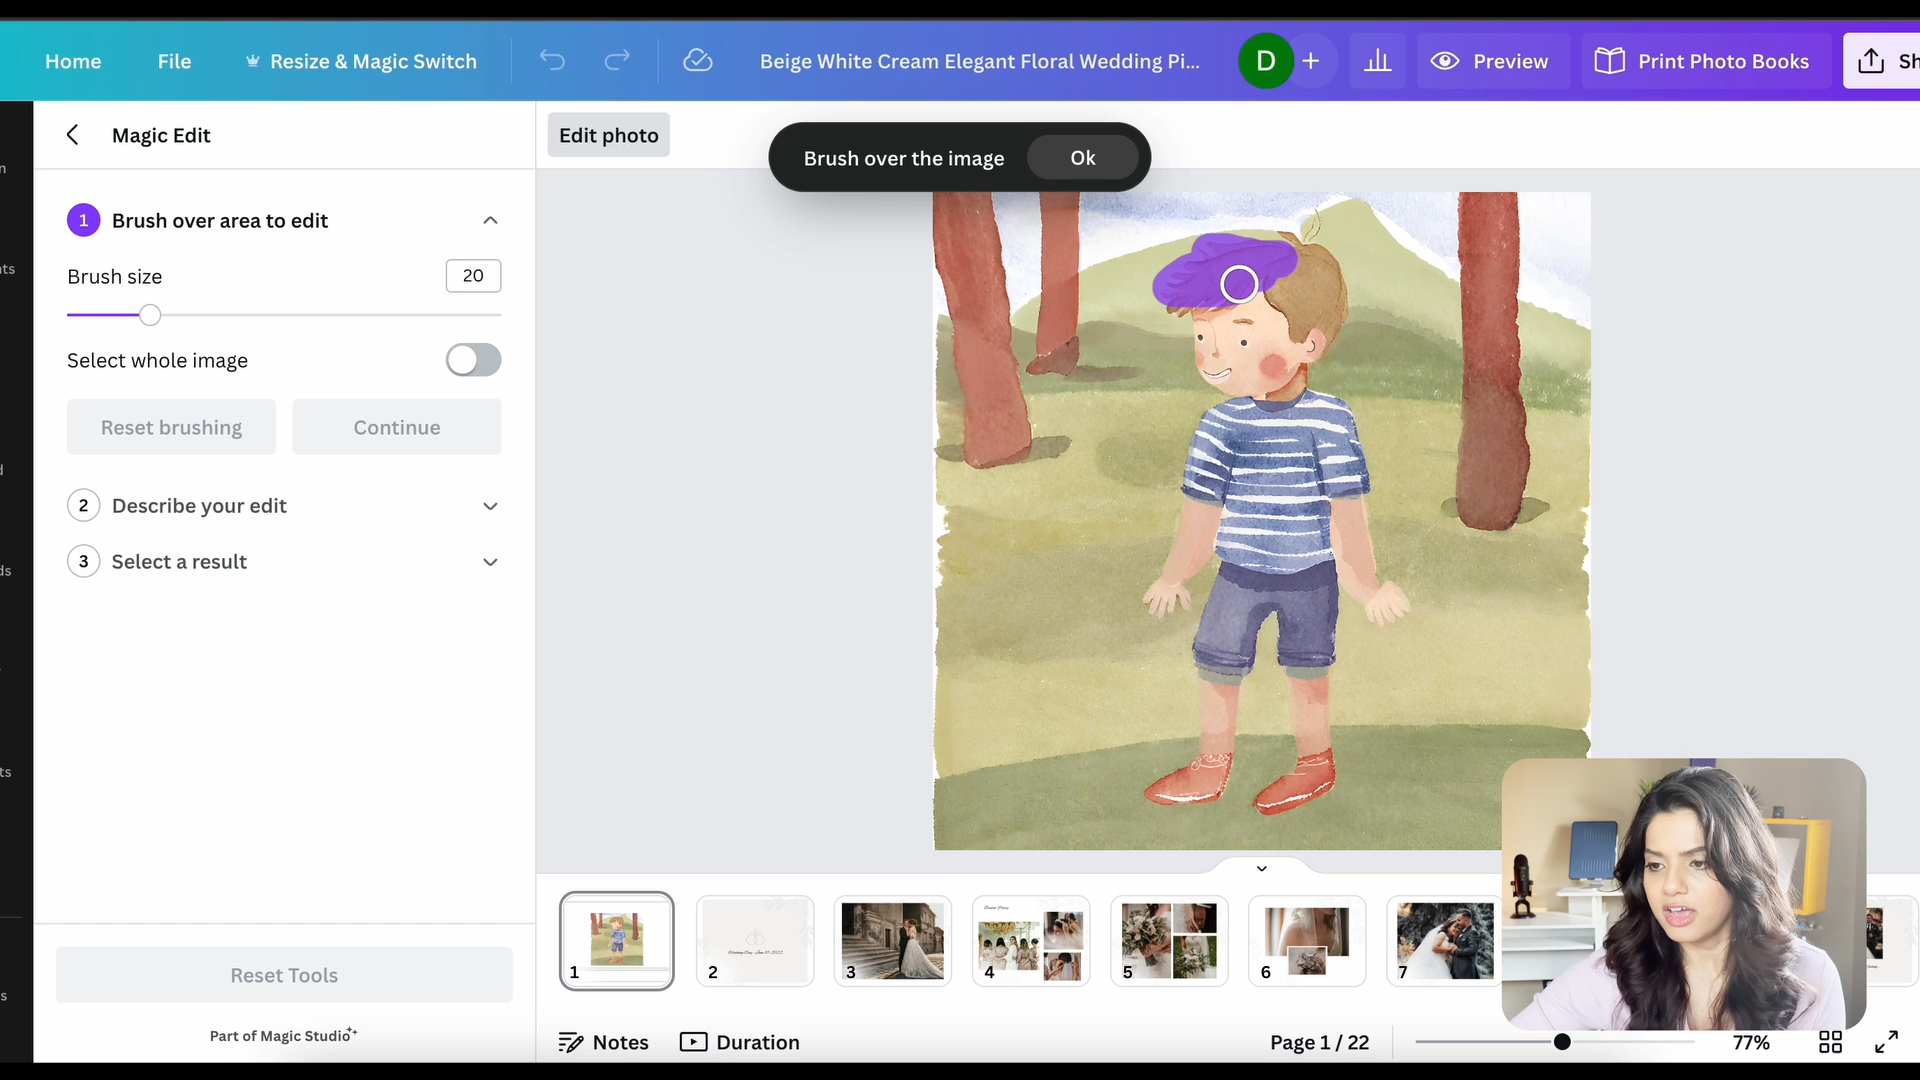 Home File Resize & Magic Switch Beige White Cream Elegant Floral Wedding Pi... D + Preview Print Photo Books Sh
Magic Edit
Edit photo
Brush over the image Ok
1 Brush over area to edit
Brush size 20
Select whole image
Reset brushing Continue
2 Describe your edit
3 Select a result
Reset Tools
Part of Magic Studio
1 2 3 4 5 6 7
Notes Duration Page 1 / 22 77%